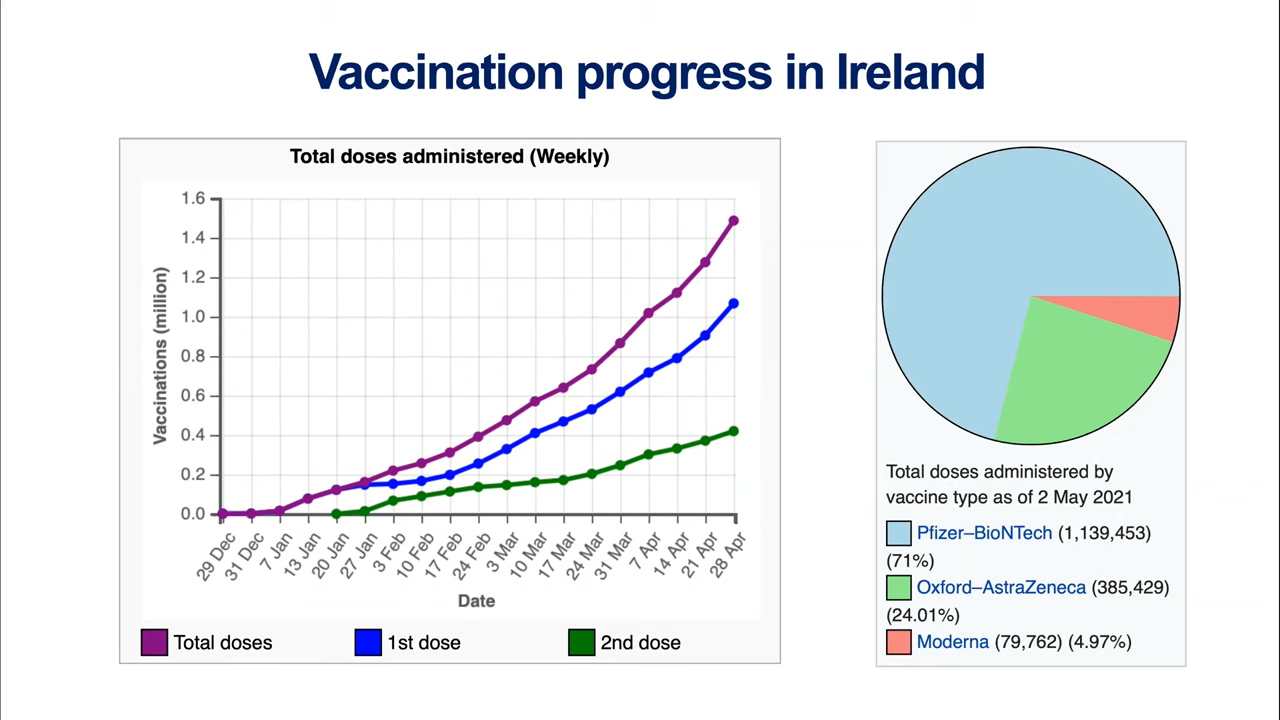 Vaccination progress in Ireland
Total doses administered (Weekly)
Vaccinations (million)
1.6
1.4
1.2
1.0
0.8
0.6
0.4
0.2
0.0
29 Dec
31 Dec
7 Jan
13 Jan
20 Jan
27 Jan
3 Feb
10 Feb
17 Feb
24 Feb
3 Mar
10 Mar
17 Mar
24 Mar
31 Mar
7 Apr
14 Apr
21 Apr
28 Apr
Date
Total doses
1st dose
2nd dose
Total doses administered by
vaccine type as of 2 May 2021
Pfizer–BioNTech (1,139,453)
(71%)
Oxford–AstraZeneca (385,429)
(24.01%)
Moderna (79,762) (4.97%)